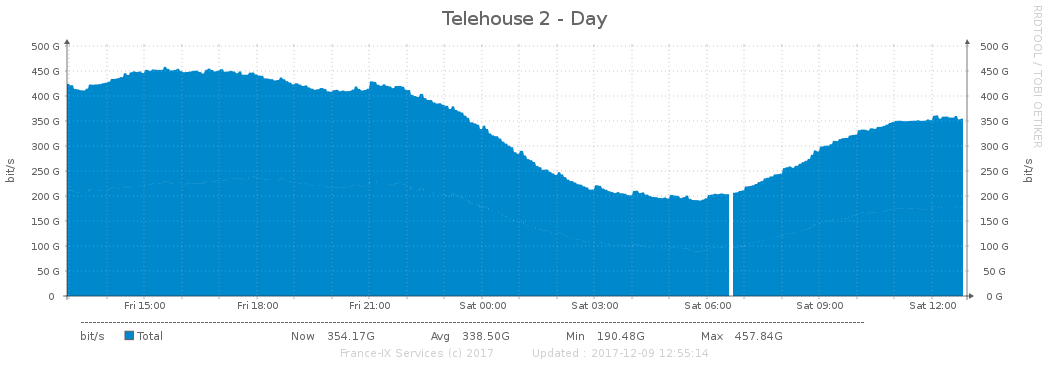 Telehouse 2 - Day
RRDTOOL / TOBI OETIKER
500 G 500 G
450 G 450 G
400 G 400 G
350 G 350 G
300 G 300 G
250 G 250 G
200 G 200 G
150 G 150 G
100 G 100 G
50 G 50 G
0 0 G
bit/s bit/s
Fri 15:00 Fri 18:00 Fri 21:00 Sat 00:00 Sat 03:00 Sat 06:00 Sat 09:00 Sat 12:00
bit/s Total Now 354.17G Avg 338.50G Min 190.48G Max 457.84G
France-IX Services (c) 2017 Updated : 2017-12-09 12:55:14